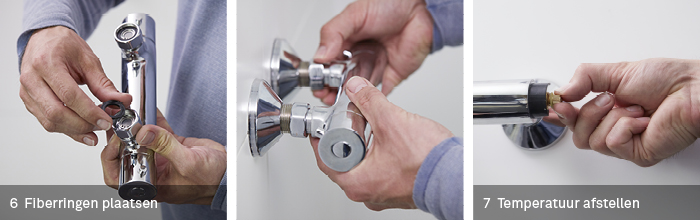 6 Fiberringen plaatsen
7 Temperatuur afstellen